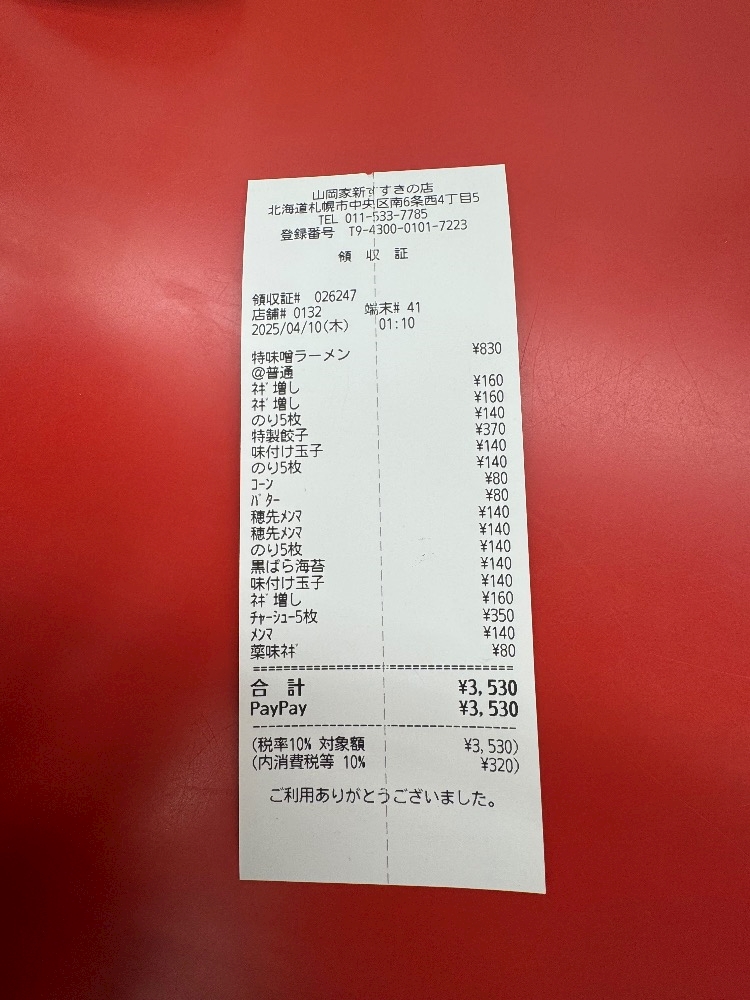 山岡家新すすきの店
北海道札幌市中央区南6条西4丁目5
TEL 011-533-7785
登録番号 T9-4300-0101-7223
領 収 証
領収証# 026247
店舗# 0132 端末# 41
2025/04/10(木) 01:10
特味噌ラーメン ¥830
@普通
ﾈｷﾞ増し ¥160
ﾈｷﾞ増し ¥160
のり5枚 ¥140
特製餃子 ¥370
味付け玉子 ¥140
のり5枚 ¥140
ｺｰﾝ ¥80
ﾊﾞﾀｰ ¥80
穂先ﾒﾝﾏ ¥140
穂先ﾒﾝﾏ ¥140
のり5枚 ¥140
黒ばら海苔 ¥140
味付け玉子 ¥140
ﾈｷﾞ増し ¥160
ﾁｬｰｼｭｰ5枚 ¥350
ﾒﾝﾏ ¥140
薬味ﾈｷﾞ ¥80
合 計 ¥3,530
PayPay ¥3,530
(税率10% 対象額 ¥3,530)
(内消費税等 10% ¥320)
ご利用ありがとうございました。